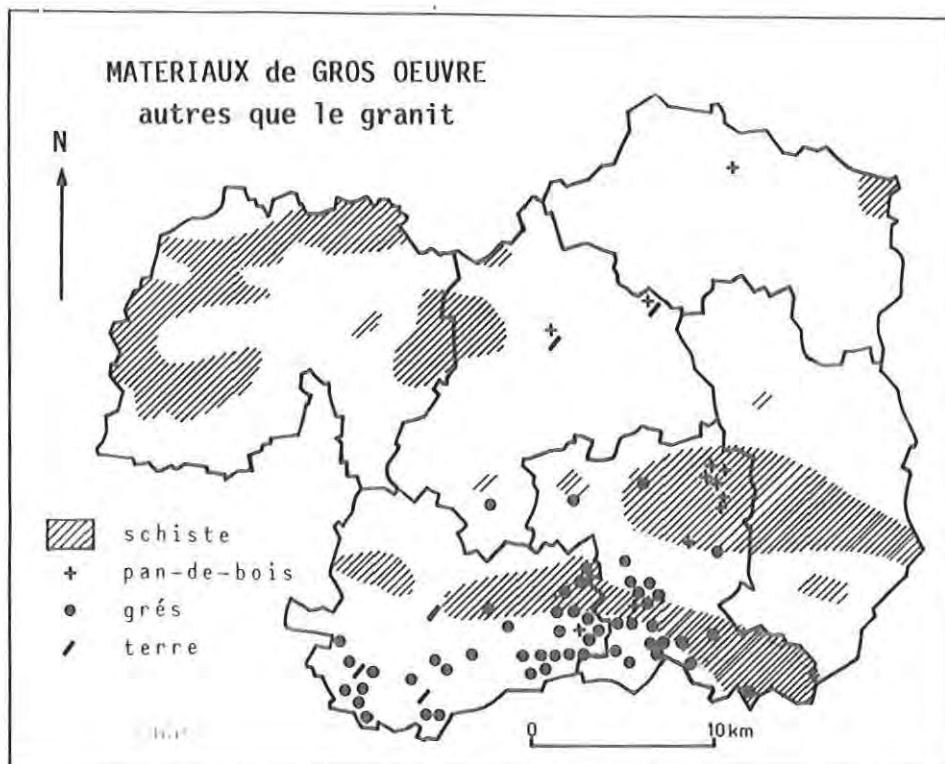 MATERIAUX de GROS OEUVRE
autres que le granit
N
schiste
pan-de-bois
grés
terre
0 10km